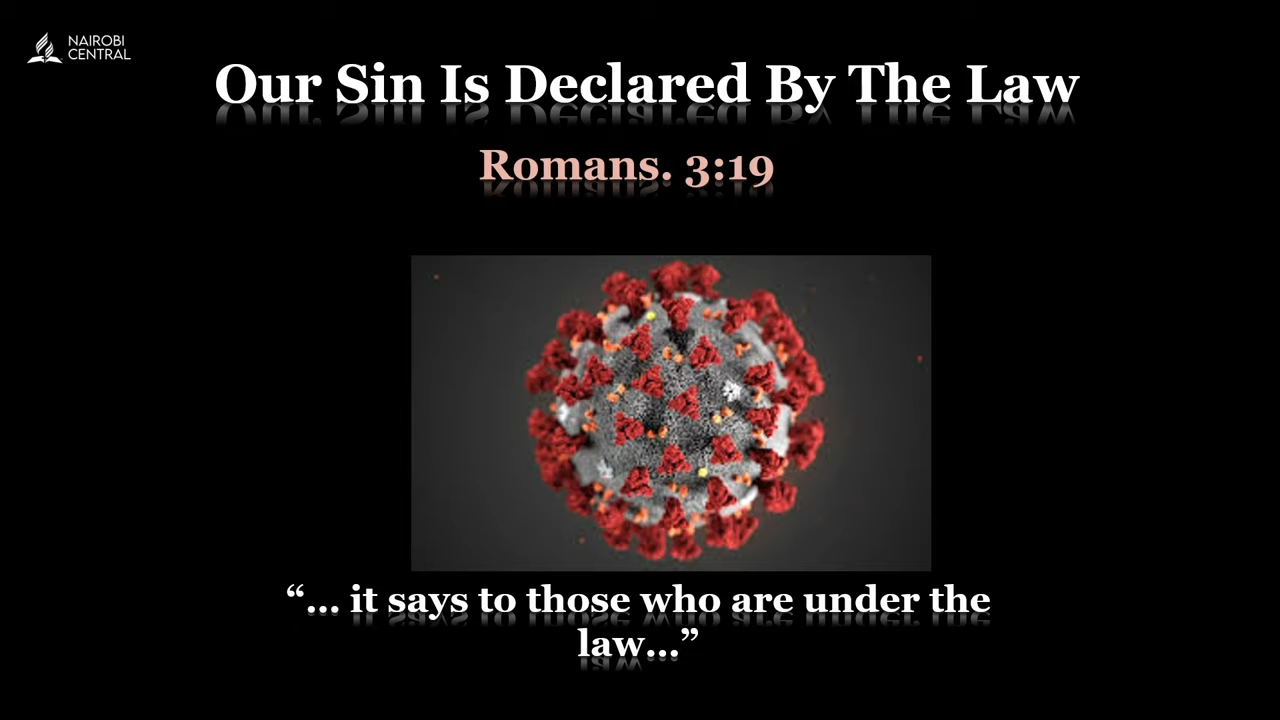 NAIROBI
CENTRAL
Our Sin Is Declared By The Law
Romans. 3:19
“... it says to those who are under the
law...”